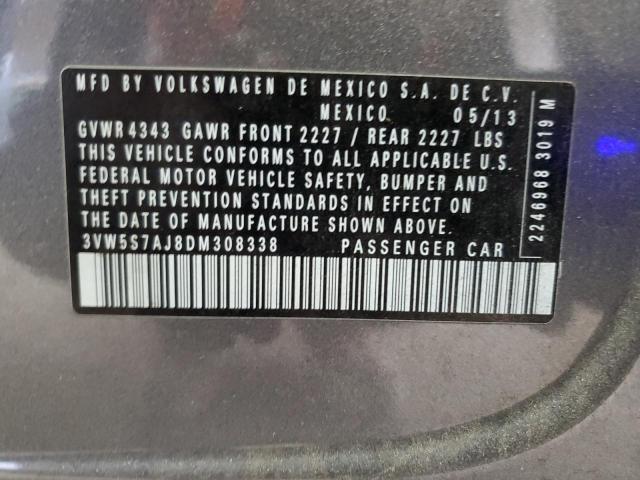 MFD BY VOLKSWAGEN DE MEXICO S.A. DE C.V.
MEXICO 05/13
GVWR 4343 GAWR FRONT 2227 / REAR 2227 LBS
THIS VEHICLE CONFORMS TO ALL APPLICABLE U.S.
FEDERAL MOTOR VEHICLE SAFETY, BUMPER AND
THEFT PREVENTION STANDARDS IN EFFECT ON
THE DATE OF MANUFACTURE SHOWN ABOVE.
3VW5S7AJ8DM308338 PASSENGER CAR
2246968 3019 M